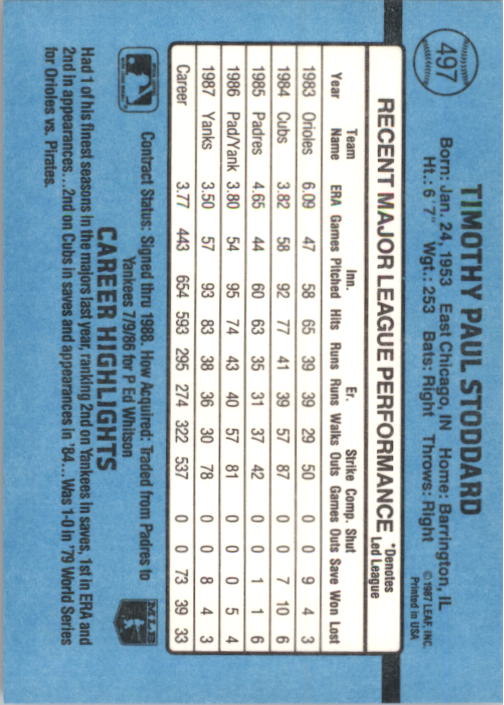 497
TIMOTHY PAUL STODDARD
Born: Jan. 24, 1953 East Chicago, IN Home: Barrington, IL
Ht.: 6' 7" Wgt.: 253 Bats: Right Throws: Right
© 1987 LEAF, INC.
Printed in USA
RECENT MAJOR LEAGUE PERFORMANCE *Denotes Led League
Year Team Name ERA Games Inn. Pitched Hits Runs Er. Runs Walks Strike Outs Comp. Games Shut Outs Save Won Lost
1983 Orioles 6.09 47 58 65 39 39 29 50 0 0 9 4 3
1984 Cubs 3.82 58 92 77 41 39 57 87 0 0 7 10 6
1985 Padres 4.65 44 60 63 35 31 37 42 0 0 1 1 6
1986 Pad/Yank 3.80 54 95 74 43 40 57 81 0 0 0 5 4
1987 Yanks 3.50 57 93 83 38 36 30 78 0 0 8 4 3
Career 3.77 443 654 593 295 274 322 537 0 0 73 39 33
Contract Status: Signed thru 1988. How Acquired: Traded from Padres to
Yankees 7/9/86 for P Ed Whitson
MLB
CAREER HIGHLIGHTS
Had 1 of his finest seasons in the majors last year, ranking 2nd on Yankees in saves, 1st in ERA and
2nd in appearances...2nd on Cubs in saves and appearances in '84...Was 1-0 in '79 World Series
for Orioles vs. Pirates.